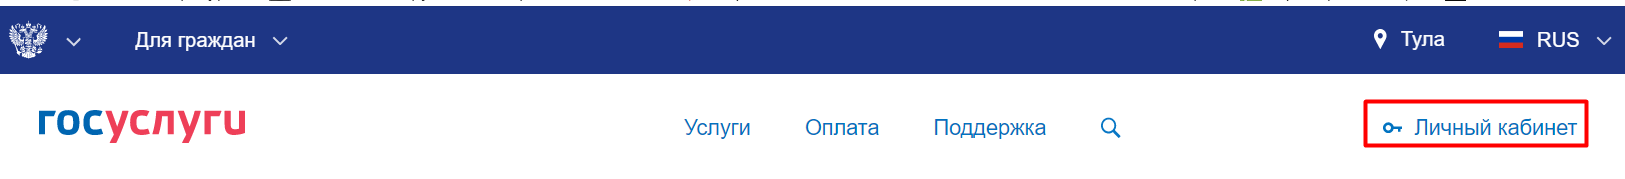 Для граждан Тула RUS
госуслуги Услуги Оплата Поддержка Личный кабинет